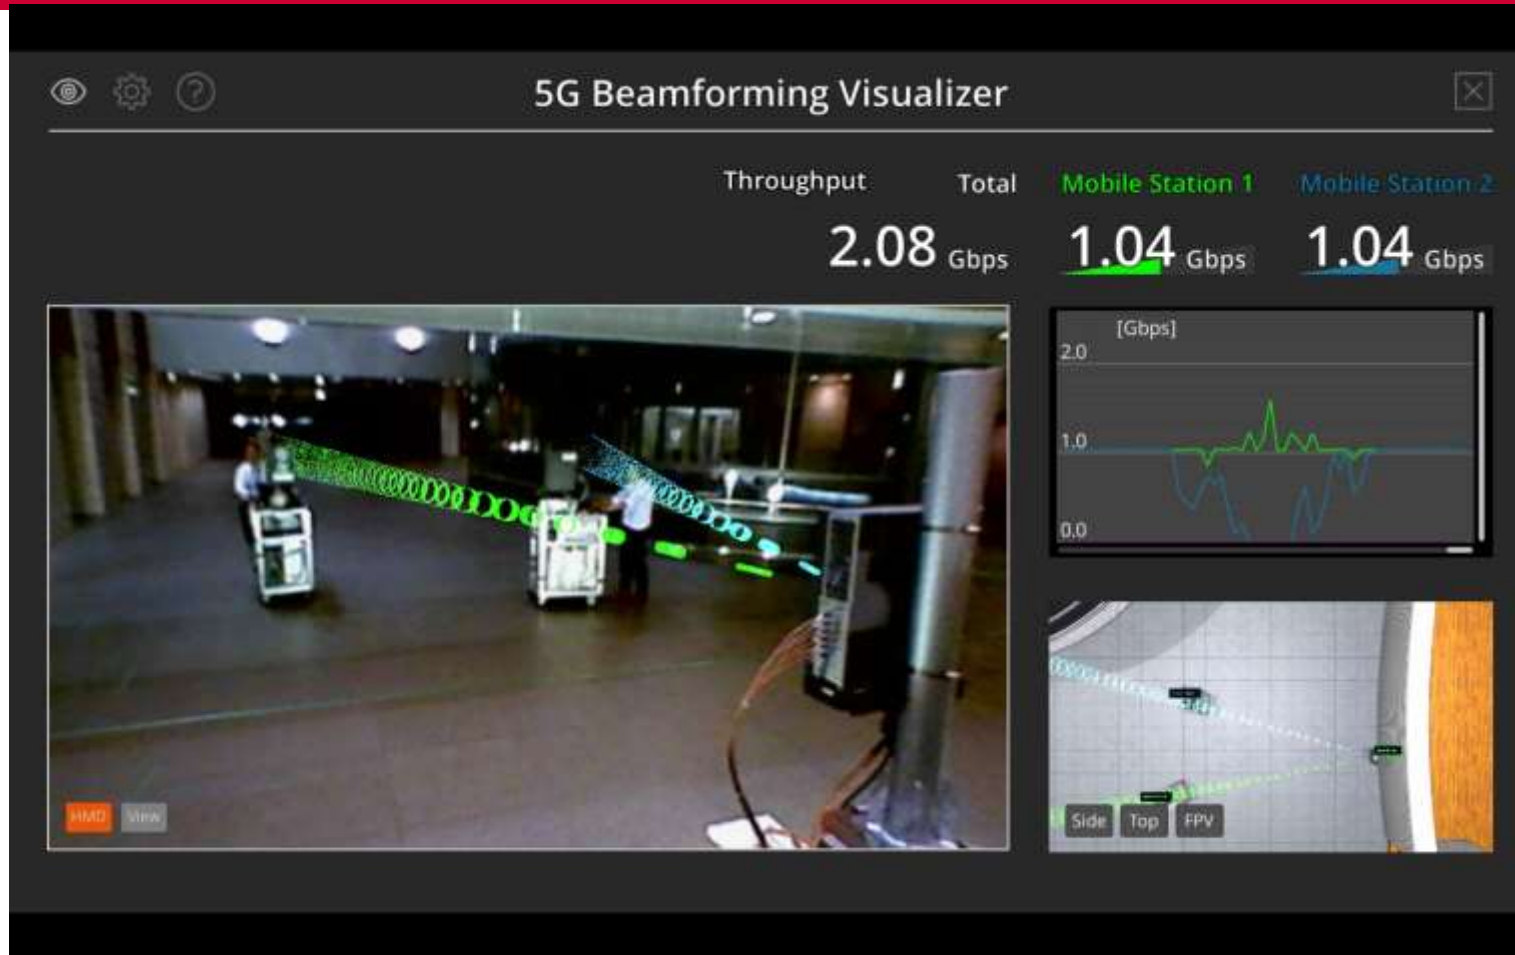 5G Beamforming Visualizer
Throughput Total Mobile Station 1 Mobile Station 2
2.08 Gbps 1.04 Gbps 1.04 Gbps
[Gbps]
2.0
1.0
0.0
HMD View
Side Top FPV